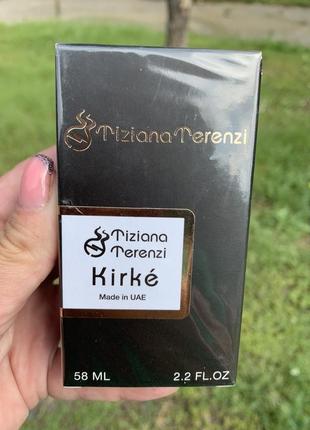 Tiziana Terenzi
Tiziana
Terenzi
Kirké
Made in UAE
58 ML 2.2 FL.OZ